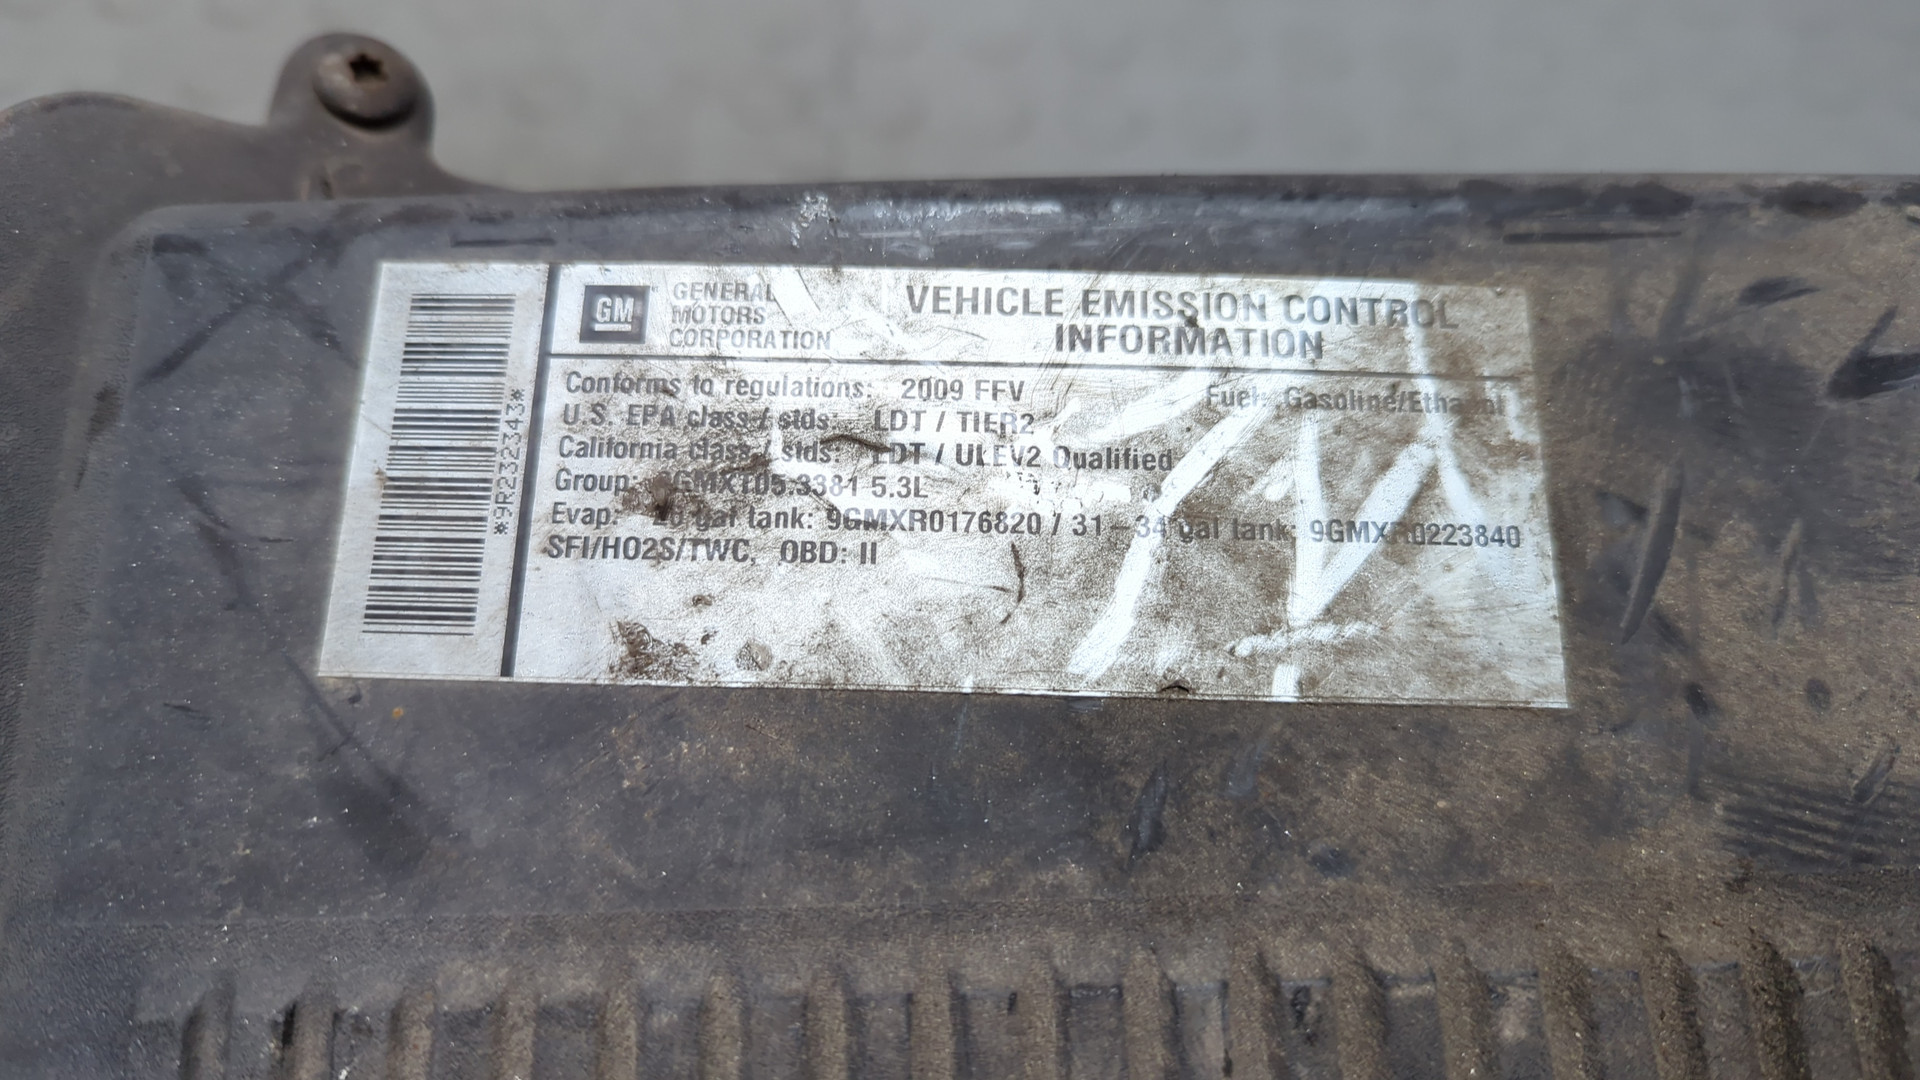 *9R232343*
GM
GENERAL
MOTORS
CORPORATION
VEHICLE EMISSION CONTROL
INFORMATION
Conforms to regulations: 2009 FFV Fuel: Gasoline/Ethanol
U.S. EPA class / stds: LDT / TIER2
California class / stds: LDT / ULEV2 Qualified
Group: 5.3L
Evap: gal tank: 9GMXR0176820 / 31 – 34 gal tank: 9GMXR0223840
SFI/HO2S/TWC, OBD: II